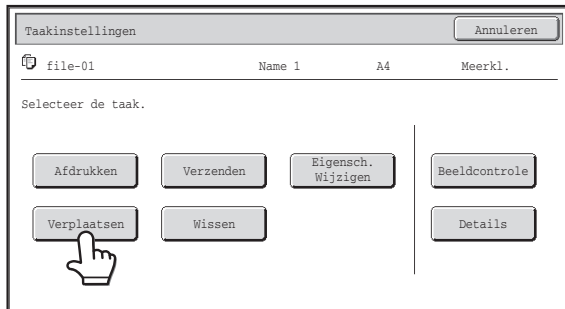 Taakinstellingen Annuleren
file-01 Name 1 A4 Meerkl.
Selecteer de taak.
Afdrukken Verzenden Eigensch. Wijzigen Beeldcontrole
Verplaatsen Wissen Details